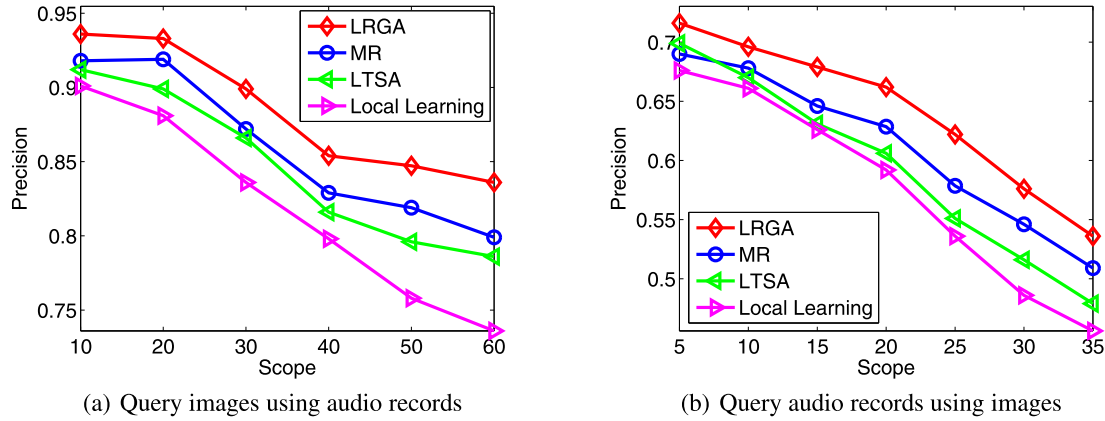 0.95
0.9
0.85
0.8
0.75
10 20 30 40 50 60
Precision
Scope
LRGA
MR
LTSA
Local Learning
(a) Query images using audio records
0.7
0.65
0.6
0.55
0.5
5 10 15 20 25 30 35
Precision
Scope
LRGA
MR
LTSA
Local Learning
(b) Query audio records using images